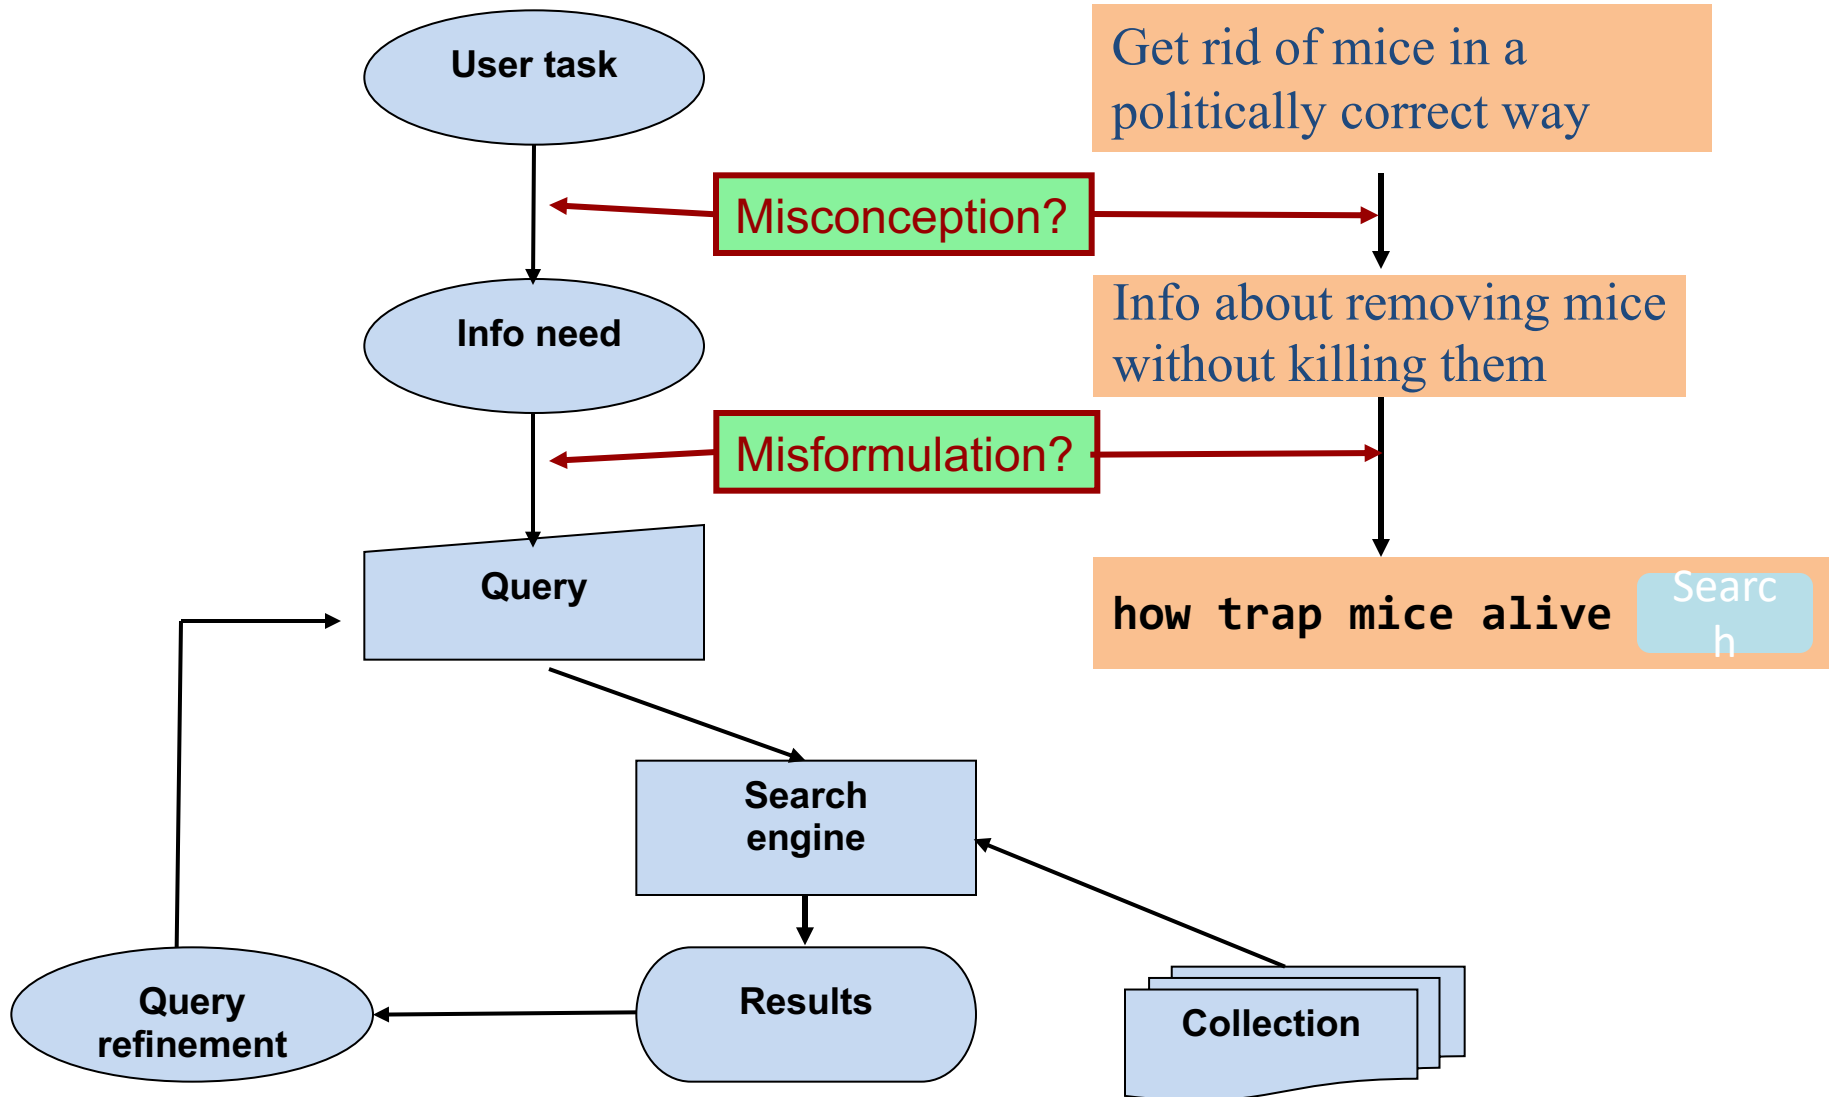 User task
Get rid of mice in a
politically correct way
Misconception?
Info need
Info about removing mice
without killing them
Misformulation?
Query
how trap mice alive
Searc
h
Search
engine
Query
refinement
Results
Collection